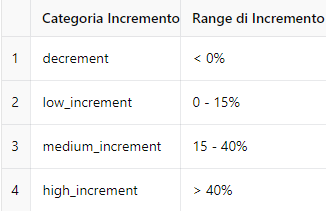 Categoria Incremento Range di Incremento
1 decrement < 0%
2 low_increment 0 - 15%
3 medium_increment 15 - 40%
4 high_increment > 40%